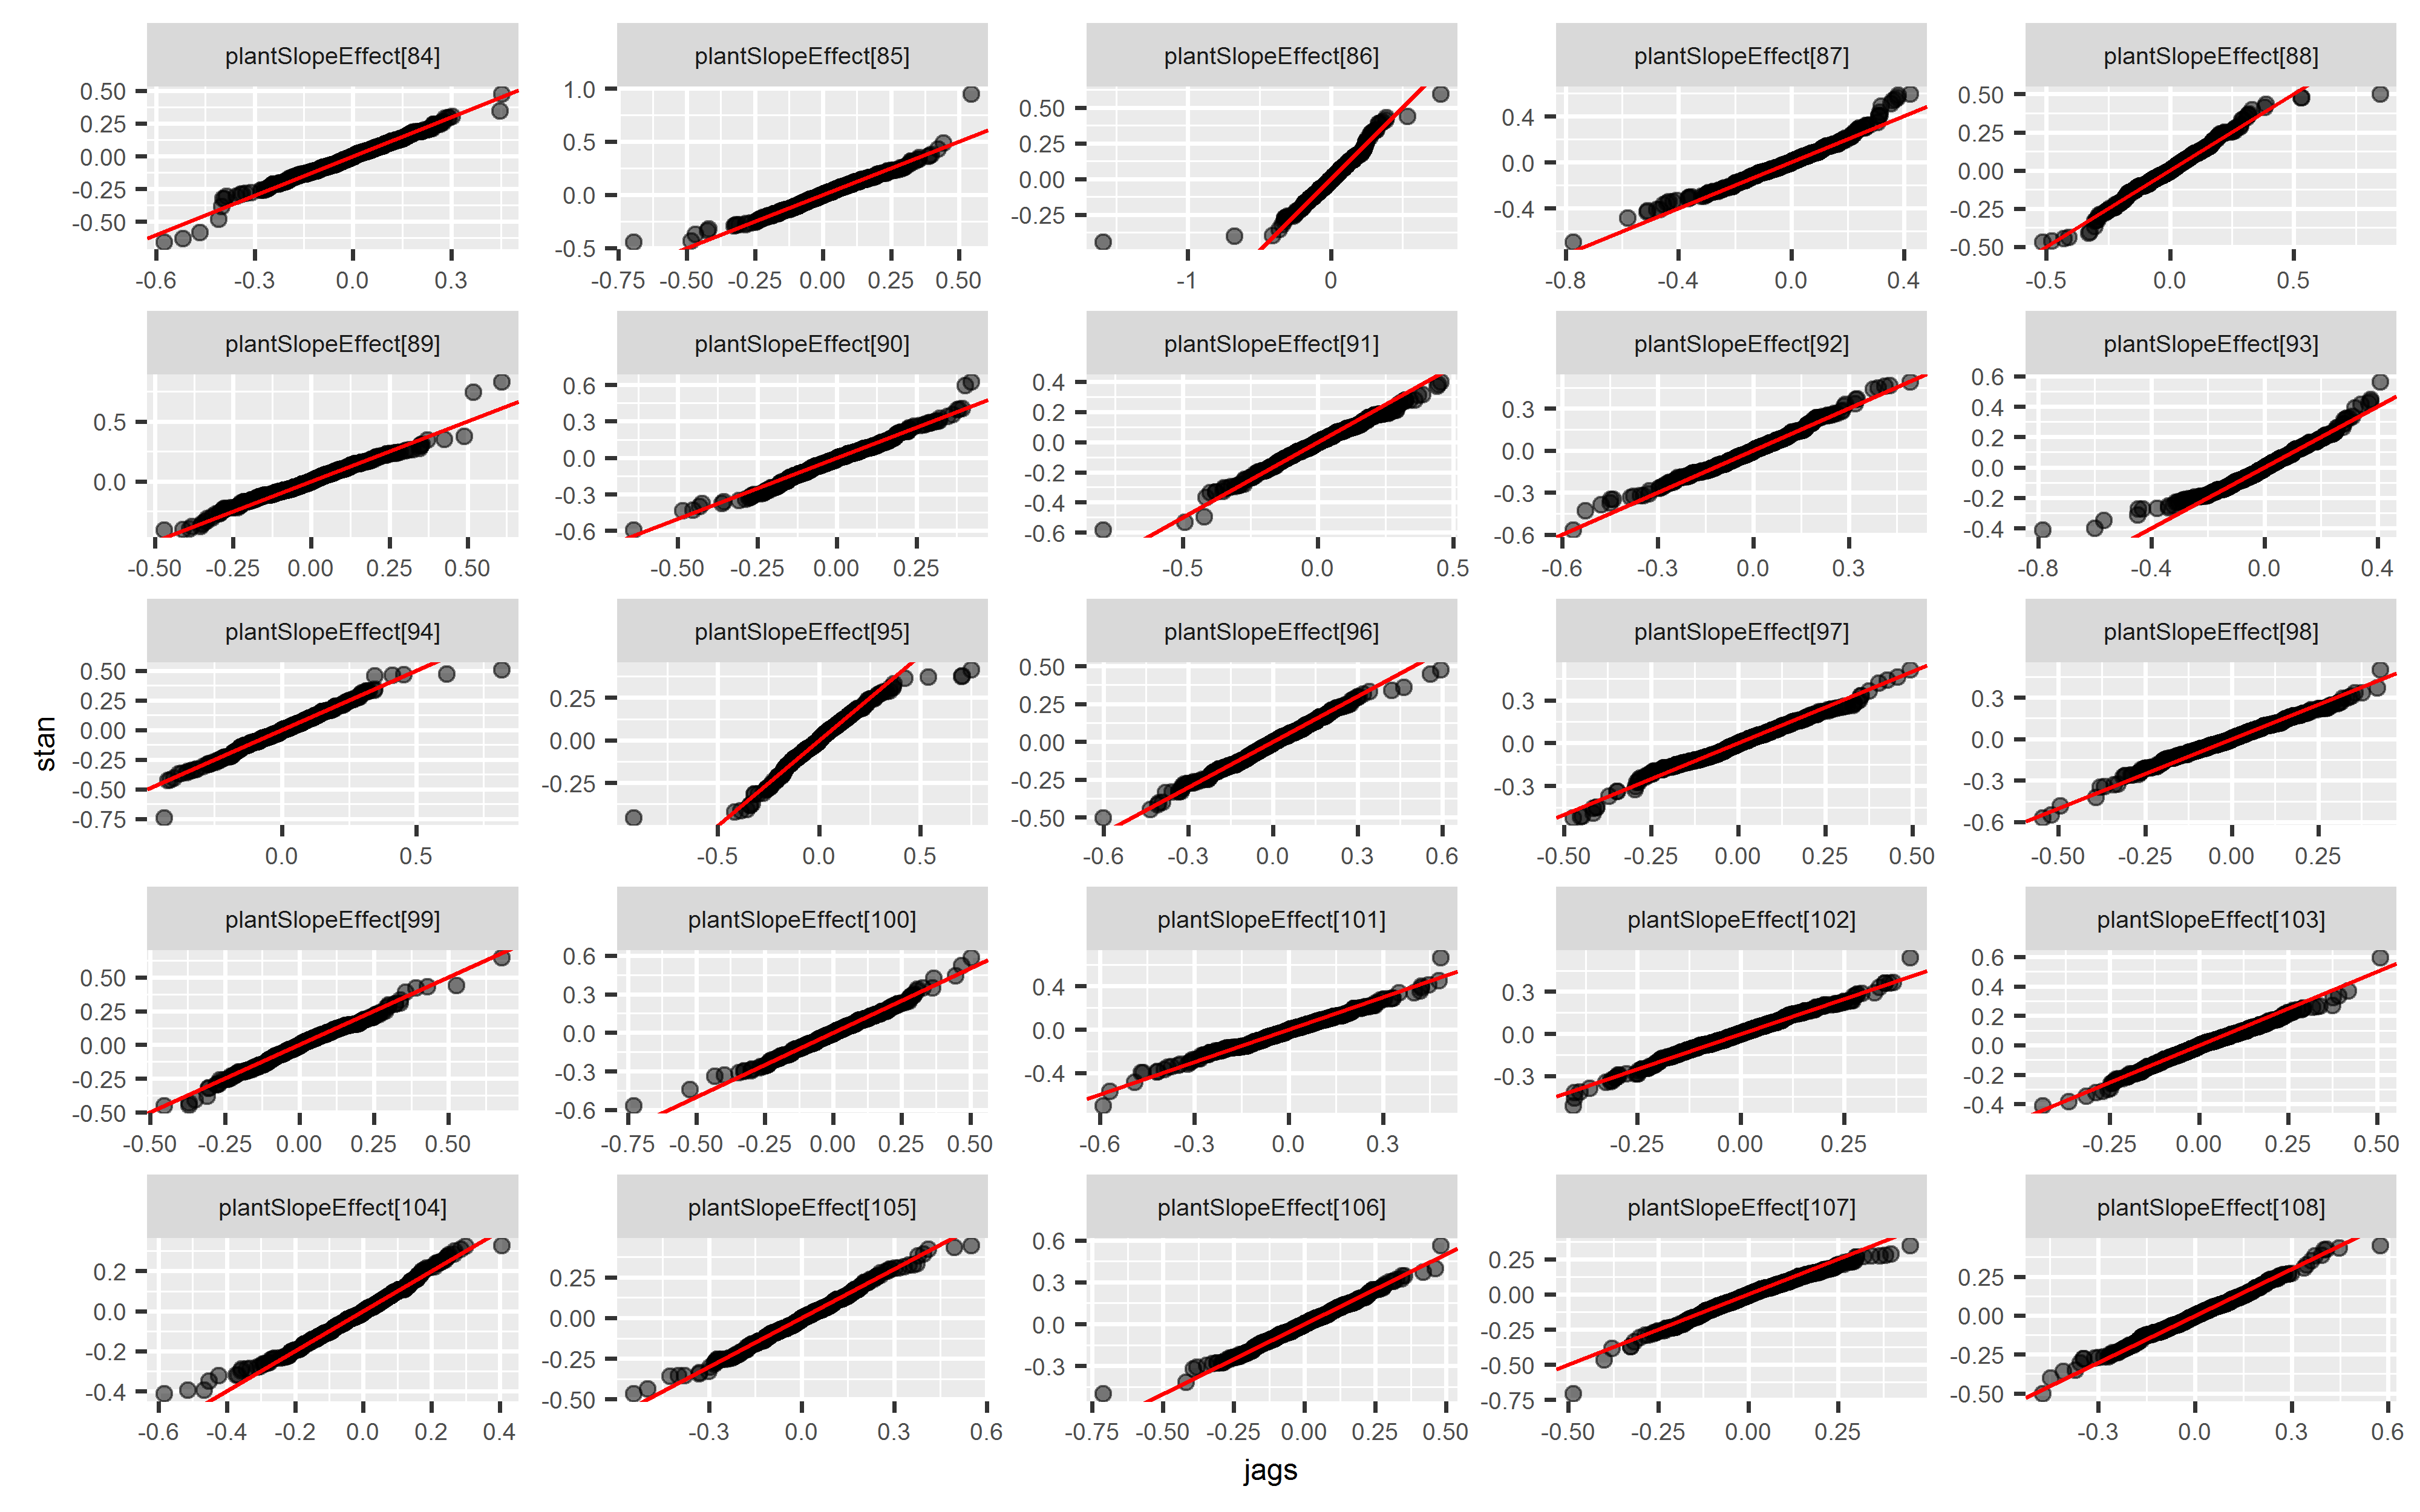 plantSlopeEffect[84] plantSlopeEffect[85] plantSlopeEffect[86] plantSlopeEffect[87] plantSlopeEffect[88]
0.50 0.25 0.00 -0.25 -0.50
-0.6 -0.3 0.0 0.3
1.0 0.5 0.0 -0.5
-0.75 -0.50 -0.25 0.00 0.25 0.50
0.50 0.25 0.00 -0.25
-1 0
0.4 0.0 -0.4
-0.8 -0.4 0.0 0.4
0.50 0.25 0.00 -0.25 -0.50
-0.5 0.0 0.5
plantSlopeEffect[89] plantSlopeEffect[90] plantSlopeEffect[91] plantSlopeEffect[92] plantSlopeEffect[93]
0.5 0.0
-0.50 -0.25 0.00 0.25 0.50
0.6 0.3 0.0 -0.3 -0.6
-0.50 -0.25 0.00 0.25
0.4 0.2 0.0 -0.2 -0.4 -0.6
-0.5 0.0 0.5
0.3 0.0 -0.3 -0.6
-0.6 -0.3 0.0 0.3
0.6 0.4 0.2 0.0 -0.2 -0.4
-0.8 -0.4 0.0 0.4
plantSlopeEffect[94] plantSlopeEffect[95] plantSlopeEffect[96] plantSlopeEffect[97] plantSlopeEffect[98]
0.50 0.25 0.00 -0.25 -0.50 -0.75
0.0 0.5
0.25 0.00 -0.25
-0.5 0.0 0.5
0.50 0.25 0.00 -0.25 -0.50
-0.6 -0.3 0.0 0.3 0.6
0.3 0.0 -0.3
-0.50 -0.25 0.00 0.25 0.50
0.3 0.0 -0.3 -0.6
-0.50 -0.25 0.00 0.25
stan
plantSlopeEffect[99] plantSlopeEffect[100] plantSlopeEffect[101] plantSlopeEffect[102] plantSlopeEffect[103]
0.50 0.25 0.00 -0.25 -0.50
-0.50 -0.25 0.00 0.25 0.50
0.6 0.3 0.0 -0.3 -0.6
-0.75 -0.50 -0.25 0.00 0.25 0.50
0.4 0.0 -0.4
-0.6 -0.3 0.0 0.3
0.3 0.0 -0.3
-0.25 0.00 0.25
0.6 0.4 0.2 0.0 -0.2 -0.4
-0.25 0.00 0.25 0.50
plantSlopeEffect[104] plantSlopeEffect[105] plantSlopeEffect[106] plantSlopeEffect[107] plantSlopeEffect[108]
0.2 0.0 -0.2 -0.4
-0.6 -0.4 -0.2 0.0 0.2 0.4
0.25 0.00 -0.25 -0.50
-0.3 0.0 0.3 0.6
0.6 0.3 0.0 -0.3
-0.75 -0.50 -0.25 0.00 0.25 0.50
0.25 0.00 -0.25 -0.50 -0.75
-0.50 -0.25 0.00 0.25
0.25 0.00 -0.25 -0.50
-0.3 0.0 0.3 0.6
jags